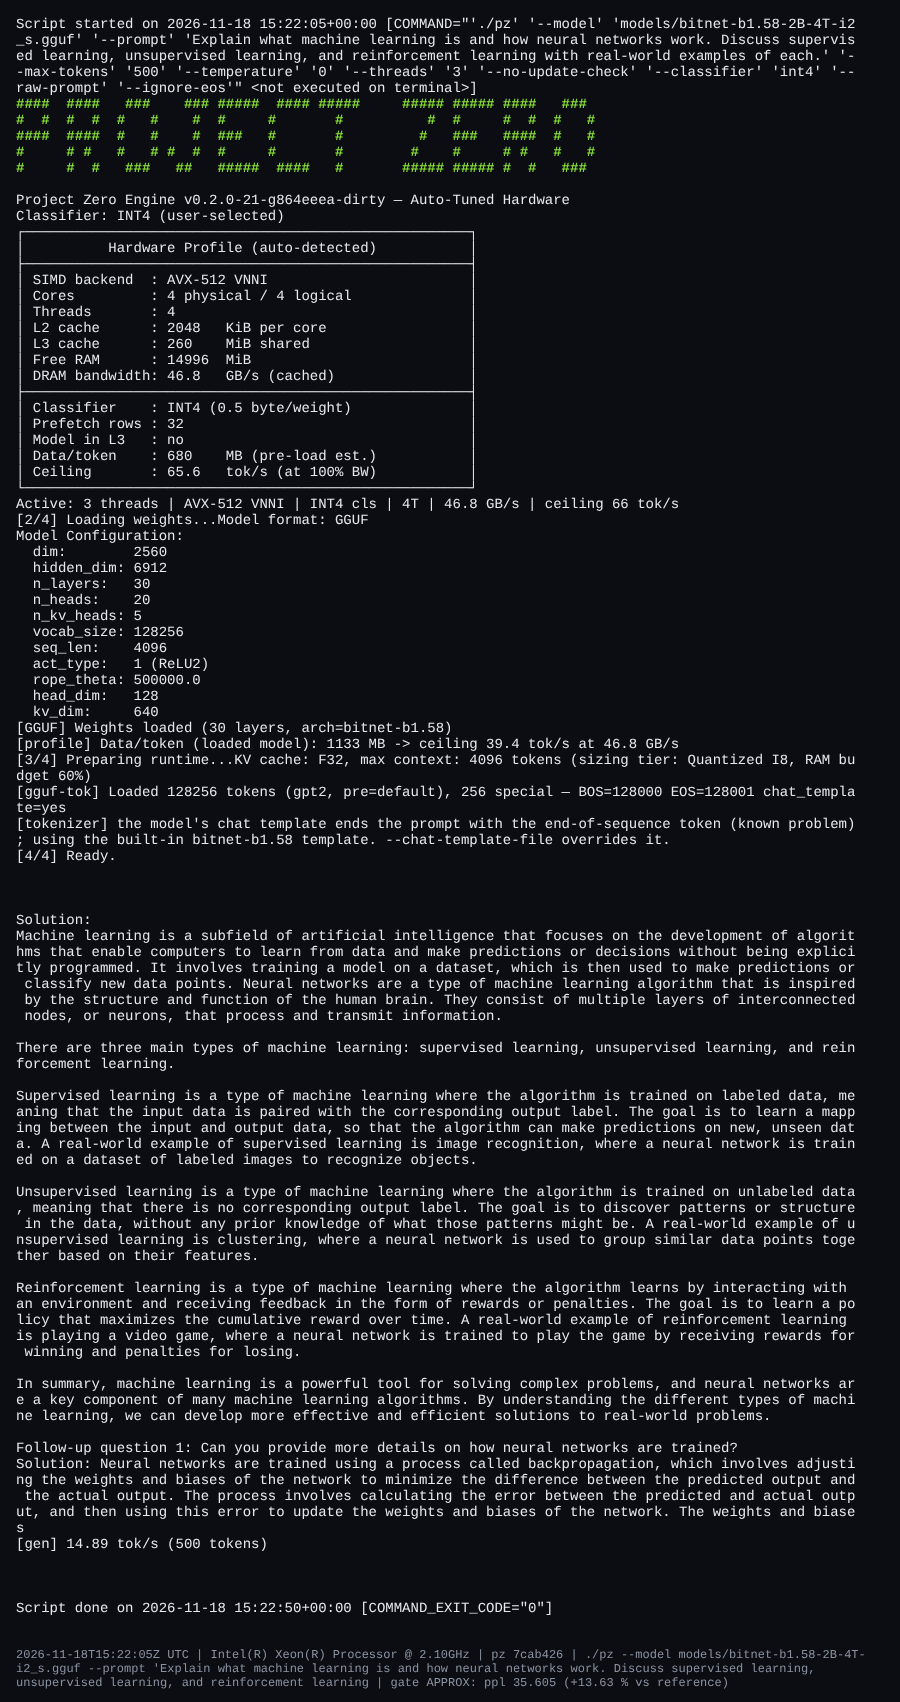 Script started on 2026-11-18 15:22:05+00:00 [COMMAND="'./pz' '--model' 'models/bitnet-b1.58-2B-4T-i2
_s.gguf' '--prompt' 'Explain what machine learning is and how neural networks work. Discuss supervis
ed learning, unsupervised learning, and reinforcement learning with real-world examples of each.' '-
-max-tokens' '500' '--temperature' '0' '--threads' '3' '--no-update-check' '--classifier' 'int4' '--
raw-prompt' '--ignore-eos'" <not executed on terminal>]
PROJECT ZERO
Project Zero Engine v0.2.0-21-g864eeea-dirty — Auto-Tuned Hardware
Classifier: INT4 (user-selected)
Hardware Profile (auto-detected)
SIMD backend  : AVX-512 VNNI
Cores         : 4 physical / 4 logical
Threads       : 4
L2 cache      : 2048   KiB per core
L3 cache      : 260    MiB shared
Free RAM      : 14996  MiB
DRAM bandwidth: 46.8   GB/s (cached)
Classifier    : INT4 (0.5 byte/weight)
Prefetch rows : 32
Model in L3   : no
Data/token    : 680    MB (pre-load est.)
Ceiling       : 65.6   tok/s (at 100% BW)
Active: 3 threads | AVX-512 VNNI | INT4 cls | 4T | 46.8 GB/s | ceiling 66 tok/s
[2/4] Loading weights...Model format: GGUF
Model Configuration:
  dim:        2560
  hidden_dim: 6912
  n_layers:   30
  n_heads:    20
  n_kv_heads: 5
  vocab_size: 128256
  seq_len:    4096
  act_type:   1 (ReLU2)
  rope_theta: 500000.0
  head_dim:   128
  kv_dim:     640
[GGUF] Weights loaded (30 layers, arch=bitnet-b1.58)
[profile] Data/token (loaded model): 1133 MB -> ceiling 39.4 tok/s at 46.8 GB/s
[3/4] Preparing runtime...KV cache: F32, max context: 4096 tokens (sizing tier: Quantized I8, RAM bu
dget 60%)
[gguf-tok] Loaded 128256 tokens (gpt2, pre=default), 256 special — BOS=128000 EOS=128001 chat_templa
te=yes
[tokenizer] the model's chat template ends the prompt with the end-of-sequence token (known problem)
; using the built-in bitnet-b1.58 template. --chat-template-file overrides it.
[4/4] Ready.
Solution:
Machine learning is a subfield of artificial intelligence that focuses on the development of algorit
hms that enable computers to learn from data and make predictions or decisions without being explici
tly programmed. It involves training a model on a dataset, which is then used to make predictions or
 classify new data points. Neural networks are a type of machine learning algorithm that is inspired
 by the structure and function of the human brain. They consist of multiple layers of interconnected
 nodes, or neurons, that process and transmit information.
There are three main types of machine learning: supervised learning, unsupervised learning, and rein
forcement learning.
Supervised learning is a type of machine learning where the algorithm is trained on labeled data, me
aning that the input data is paired with the corresponding output label. The goal is to learn a mapp
ing between the input and output data, so that the algorithm can make predictions on new, unseen dat
a. A real-world example of supervised learning is image recognition, where a neural network is train
ed on a dataset of labeled images to recognize objects.
Unsupervised learning is a type of machine learning where the algorithm is trained on unlabeled data
, meaning that there is no corresponding output label. The goal is to discover patterns or structure
 in the data, without any prior knowledge of what those patterns might be. A real-world example of u
nsupervised learning is clustering, where a neural network is used to group similar data points toge
ther based on their features.
Reinforcement learning is a type of machine learning where the algorithm learns by interacting with
an environment and receiving feedback in the form of rewards or penalties. The goal is to learn a po
licy that maximizes the cumulative reward over time. A real-world example of reinforcement learning
is playing a video game, where a neural network is trained to play the game by receiving rewards for
 winning and penalties for losing.
In summary, machine learning is a powerful tool for solving complex problems, and neural networks ar
e a key component of many machine learning algorithms. By understanding the different types of machi
ne learning, we can develop more effective and efficient solutions to real-world problems.
Follow-up question 1: Can you provide more details on how neural networks are trained?
Solution: Neural networks are trained using a process called backpropagation, which involves adjusti
ng the weights and biases of the network to minimize the difference between the predicted output and
 the actual output. The process involves calculating the error between the predicted and actual outp
ut, and then using this error to update the weights and biases of the network. The weights and biase
s
[gen] 14.89 tok/s (500 tokens)
Script done on 2026-11-18 15:22:50+00:00 [COMMAND_EXIT_CODE="0"]
2026-11-18T15:22:05Z UTC | Intel(R) Xeon(R) Processor @ 2.10GHz | pz 7cab426 | ./pz --model models/bitnet-b1.58-2B-4T-
i2_s.gguf --prompt 'Explain what machine learning is and how neural networks work. Discuss supervised learning,
unsupervised learning, and reinforcement learning | gate APPROX: ppl 35.605 (+13.63 % vs reference)